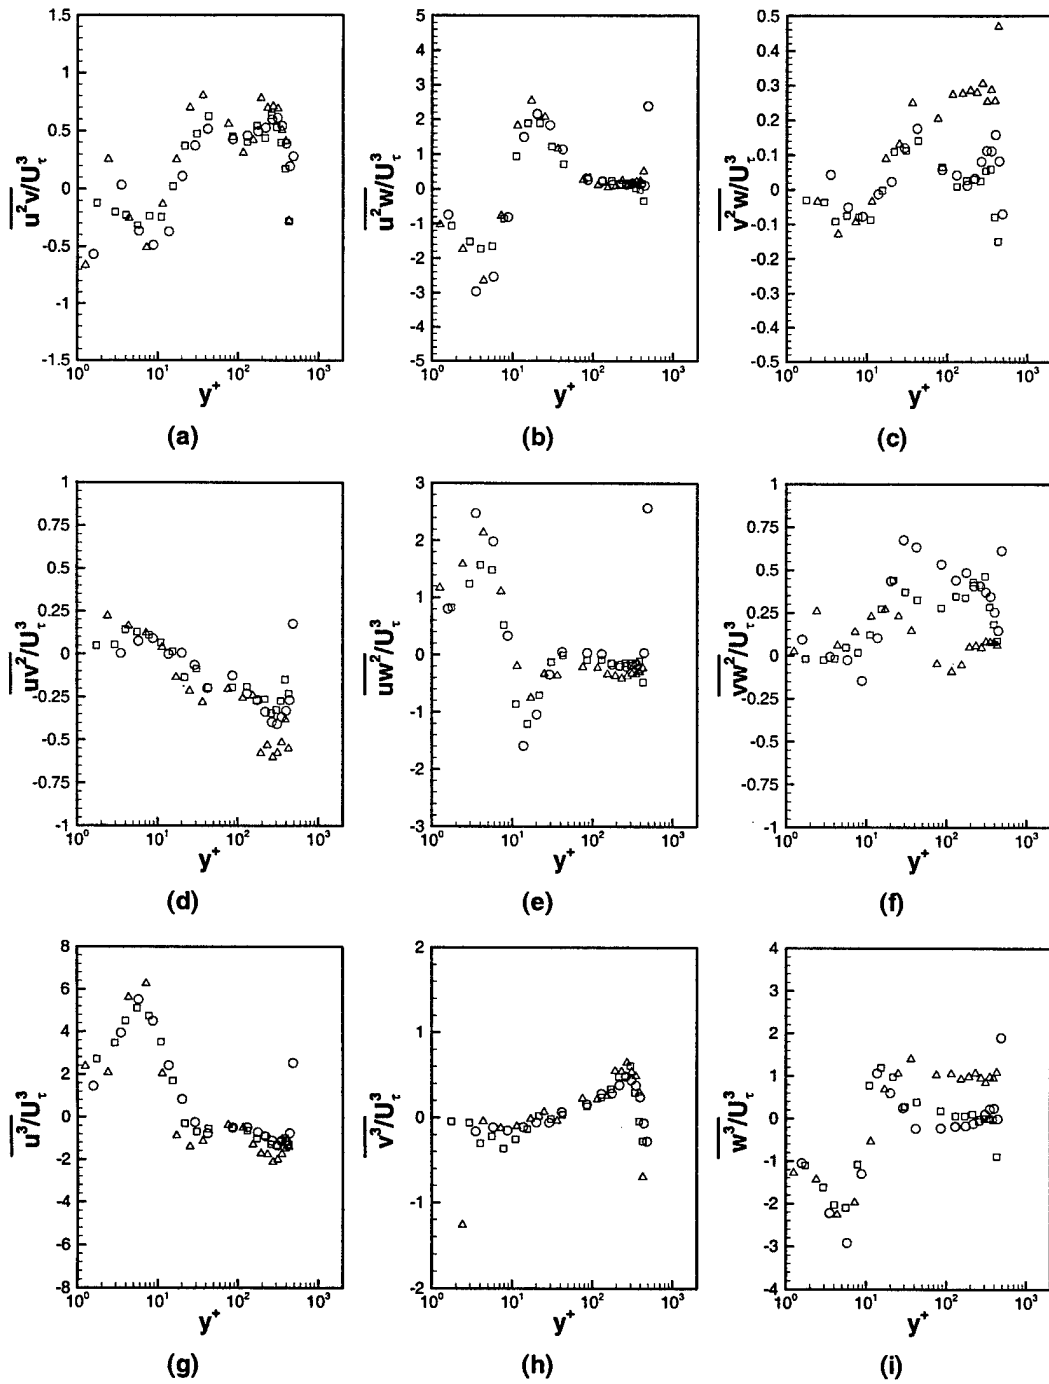 1.5
1
0.5
0
-0.5
-1
-1.5
u²v/U³τ
10⁰ 10¹ 10² 10³
y⁺
(a)
5
4
3
2
1
0
-1
-2
-3
-4
-5
u²w/U³τ
10⁰ 10¹ 10² 10³
y⁺
(b)
0.5
0.4
0.3
0.2
0.1
0
-0.1
-0.2
-0.3
-0.4
-0.5
v²w/U³τ
10⁰ 10¹ 10² 10³
y⁺
(c)
1
0.75
0.5
0.25
0
-0.25
-0.5
-0.75
-1
uv²/U³τ
10⁰ 10¹ 10² 10³
y⁺
(d)
3
2
1
0
-1
-2
-3
uw²/U³τ
10⁰ 10¹ 10² 10³
y⁺
(e)
1
0.75
0.5
0.25
0
-0.25
-0.5
-0.75
-1
vw²/U³τ
10⁰ 10¹ 10² 10³
y⁺
(f)
8
6
4
2
0
-2
-4
-6
-8
u³/U³τ
10⁰ 10¹ 10² 10³
y⁺
(g)
2
1
0
-1
-2
v³/U³τ
10⁰ 10¹ 10² 10³
y⁺
(h)
4
3
2
1
0
-1
-2
-3
-4
w³/U³τ
10⁰ 10¹ 10² 10³
y⁺
(i)